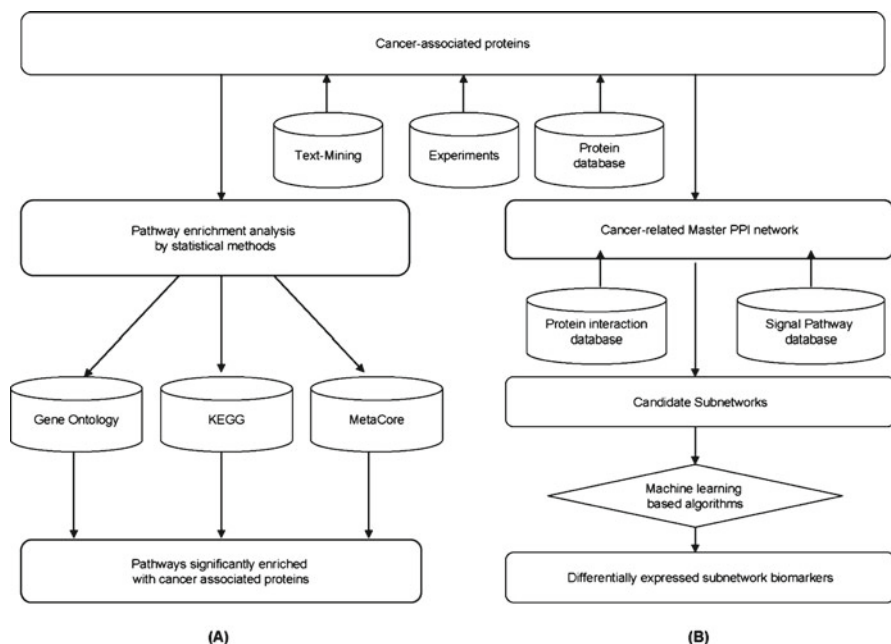 Cancer-associated proteins
Text-Mining
Experiments
Protein
database
Pathway enrichment analysis
by statistical methods
Cancer-related Master PPI network
Protein interaction
database
Signal Pathway
database
Gene Ontology
KEGG
MetaCore
Candidate Subnetworks
Machine learning
based algorithms
Pathways significantly enriched
with cancer associated proteins
Differentially expressed subnetwork biomarkers
(A)
(B)